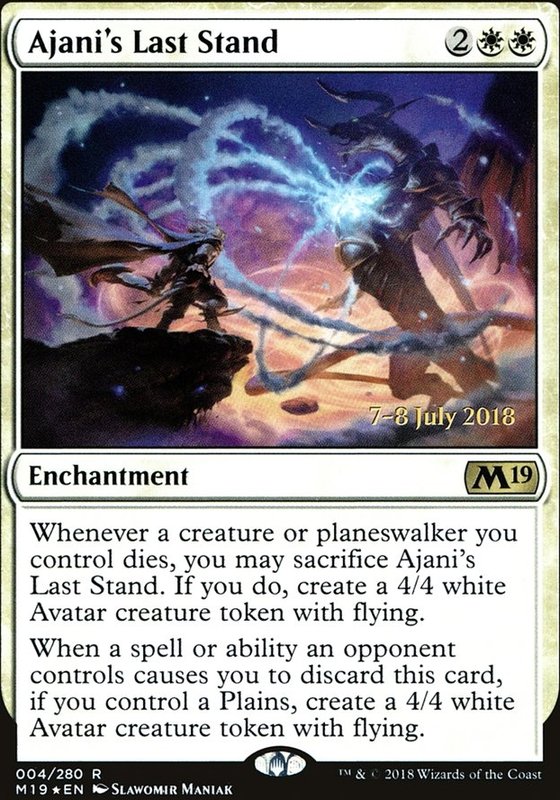 Ajani's Last Stand 2
7–8 July 2018
Enchantment M19
Whenever a creature or planeswalker you
control dies, you may sacrifice Ajani's
Last Stand. If you do, create a 4/4 white
Avatar creature token with flying.
When a spell or ability an opponent
controls causes you to discard this card,
if you control a Plains, create a 4/4 white
Avatar creature token with flying.
004/280 R
M19 ★ EN Slawomir Maniak
™ & © 2018 Wizards of the Coast